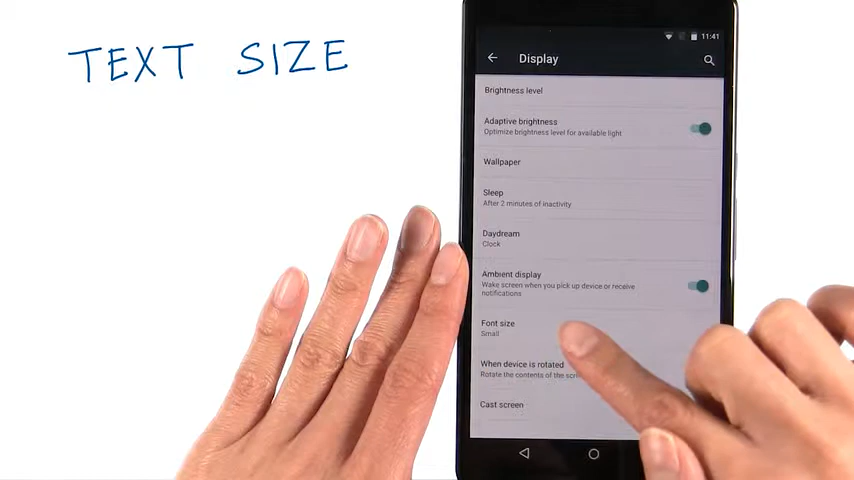 TEXT SIZE
11:41
Display
Brightness level
Adaptive brightness
Optimize brightness level for available light
Wallpaper
Sleep
After 2 minutes of inactivity
Daydream
Clock
Ambient display
Wake screen when you pick up device or receive
notifications
Font size
Small
When device is rotated
Rotate the contents of the
Cast screen